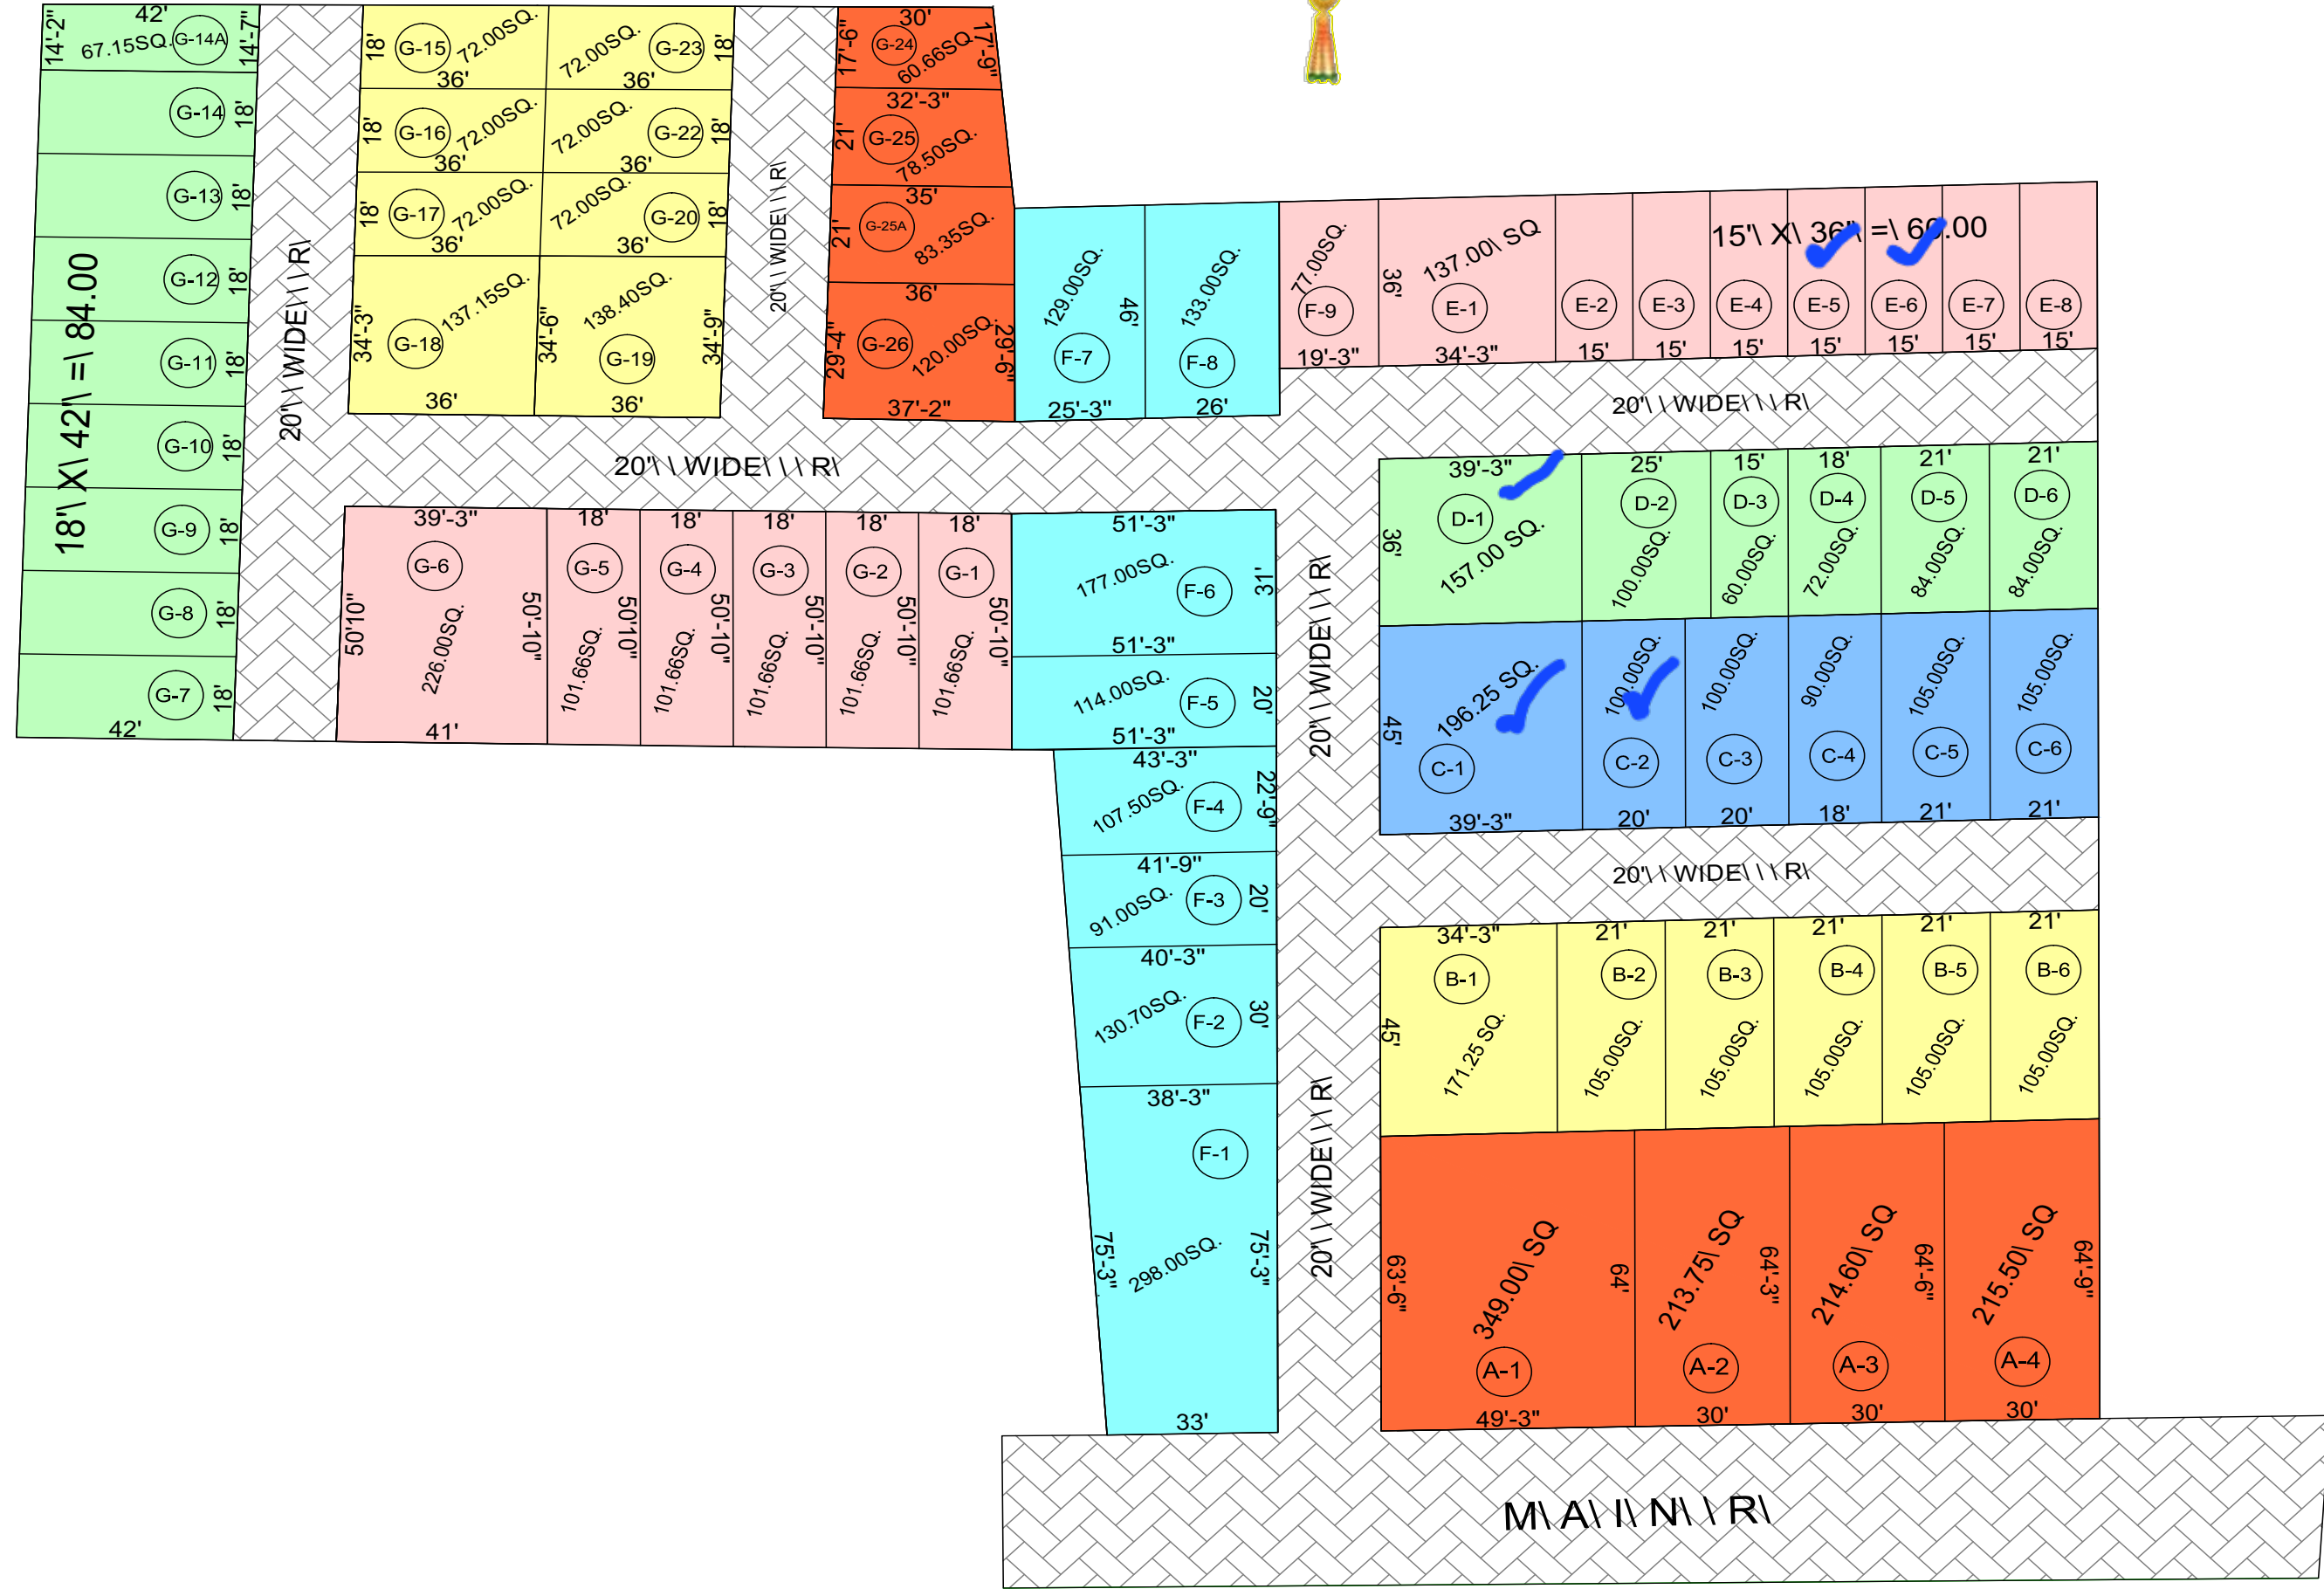 42'
14'-2"
67.15SQ.
G-14A
14'-7"
G-14
18'
G-13
18'
G-12
18'
G-11
18'
G-10
18'
G-9
18'
G-8
18'
G-7
18'
42'
18'\ X\ 42'\ =\ 84.00
20'\ \ WIDE\ \ \ R\
18'
G-15
72.00SQ.
36'
72.00SQ.
G-23
18'
36'
18'
G-16
72.00SQ.
36'
72.00SQ.
G-22
18'
36'
18'
G-17
72.00SQ.
36'
72.00SQ.
G-20
18'
36'
34'-3"
G-18
137.15SQ.
36'
34'-6"
138.40SQ.
G-19
34'-9"
36'
20'\ \ WIDE\ \ \ R\
30'
17'-6"
G-24
60.66SQ.
17'-9"
32'-3"
21'
G-25
78.50SQ.
35'
21'
G-25A
83.35SQ.
36'
29'-4"
G-26
120.00SQ.
29'-6"
37'-2"
129.00SQ.
46'
F-7
25'-3"
133.00SQ.
F-8
26'
77.00SQ.
F-9
19'-3"
36'
137.00\ SQ
E-1
34'-3"
15'\ X\ 36'\ =\ 60.00
E-2
15'
E-3
15'
E-4
15'
E-5
15'
E-6
15'
E-7
15'
E-8
15'
20'\ \ WIDE\ \ \ R\
20'\ \ WIDE\ \ \ R\
39'-3"
G-6
50'10"
226.00SQ.
50'-10"
41'
18'
G-5
101.66SQ.
50'10"
18'
G-4
101.66SQ.
50'-10"
18'
G-3
101.66SQ.
50'-10"
18'
G-2
101.66SQ.
50'-10"
18'
G-1
101.66SQ.
50'-10"
51'-3"
177.00SQ.
F-6
31'
51'-3"
114.00SQ.
F-5
20'
51'-3"
43'-3"
107.50SQ.
F-4
22'-9"
41'-9"
91.00SQ.
F-3
20'
40'-3"
130.70SQ.
F-2
30'
38'-3"
F-1
75'-3"
298.00SQ.
75'-3"
33'
20'\ \ WIDE\ \ \ R\
20'\ \ WIDE\ \ \ R\
39'-3"
D-1
36'
157.00 SQ.
25'
D-2
100.00SQ.
15'
D-3
60.00SQ.
18'
D-4
72.00SQ.
21'
D-5
84.00SQ.
21'
D-6
84.00SQ.
196.25 SQ.
45'
C-1
39'-3"
100.00SQ.
C-2
20'
100.00SQ.
C-3
20'
90.00SQ.
C-4
18'
105.00SQ.
C-5
21'
105.00SQ.
C-6
21'
20'\ \ WIDE\ \ \ R\
34'-3"
B-1
45'
171.25 SQ.
21'
B-2
105.00SQ.
21'
B-3
105.00SQ.
21'
B-4
105.00SQ.
21'
B-5
105.00SQ.
21'
B-6
105.00SQ.
63'-6"
349.00\ SQ
A-1
49'-3"
64'
213.75\ SQ
A-2
30'
64'-3"
214.60\ SQ
A-3
30'
64'-6"
215.50\ SQ
A-4
30'
64'-9"
M\ A\ I\ N\ \ R\